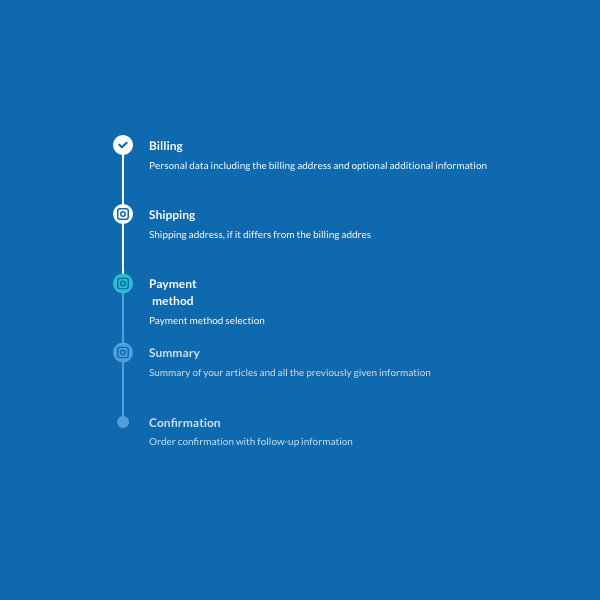 Billing
Personal data including the billing address and optional additional information
Shipping
Shipping address, if it differs from the billing addres
Payment
method
Payment method selection
Summary
Summary of your articles and all the previously given information
Confirmation
Order confirmation with follow-up information